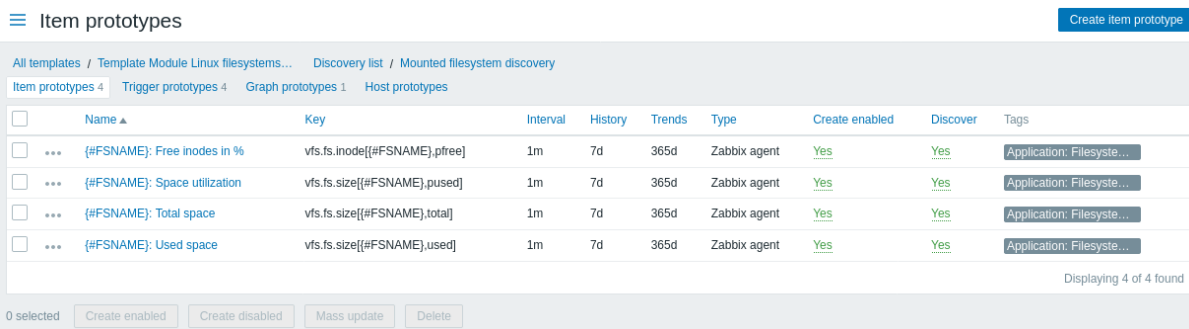 Item prototypes
Create item prototype
All templates / Template Module Linux filesystems… Discovery list / Mounted filesystem discovery
Item prototypes 4 Trigger prototypes 4 Graph prototypes 1 Host prototypes
Name Key Interval History Trends Type Create enabled Discover Tags
{#FSNAME}: Free inodes in % vfs.fs.inode[{#FSNAME},pfree] 1m 7d 365d Zabbix agent Yes Yes Application: Filesyste…
{#FSNAME}: Space utilization vfs.fs.size[{#FSNAME},pused] 1m 7d 365d Zabbix agent Yes Yes Application: Filesyste…
{#FSNAME}: Total space vfs.fs.size[{#FSNAME},total] 1m 7d 365d Zabbix agent Yes Yes Application: Filesyste…
{#FSNAME}: Used space vfs.fs.size[{#FSNAME},used] 1m 7d 365d Zabbix agent Yes Yes Application: Filesyste…
Displaying 4 of 4 found
0 selected Create enabled Create disabled Mass update Delete